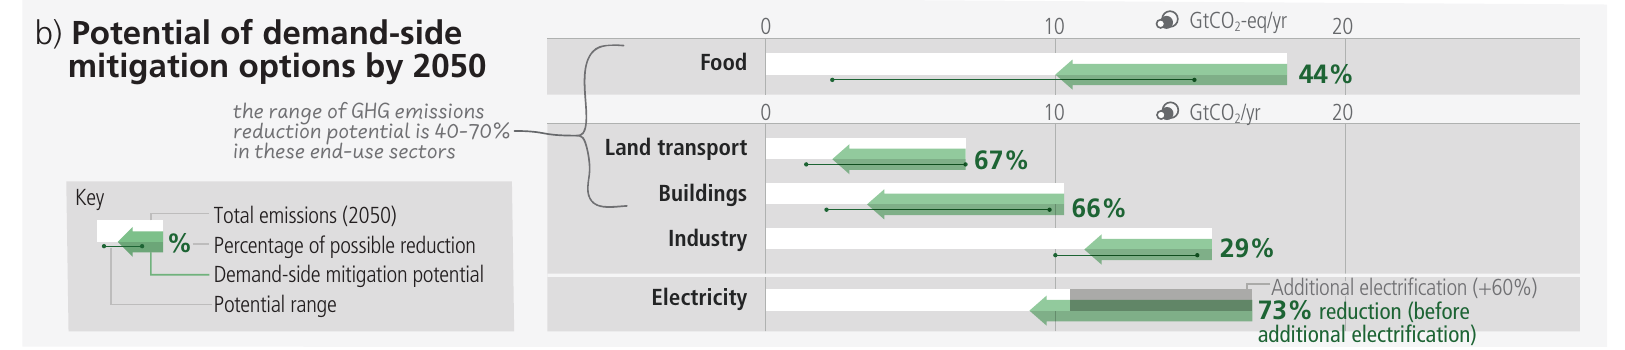 b) Potential of demand-side
mitigation options by 2050
the range of GHG emissions
reduction potential is 40-70%
in these end-use sectors
Key
Total emissions (2050)
% Percentage of possible reduction
Demand-side mitigation potential
Potential range
0 10 GtCO₂-eq/yr 20
Food 44%
0 10 GtCO₂/yr 20
Land transport 67%
Buildings 66%
Industry 29%
Electricity
Additional electrification (+60%)
73% reduction (before
additional electrification)